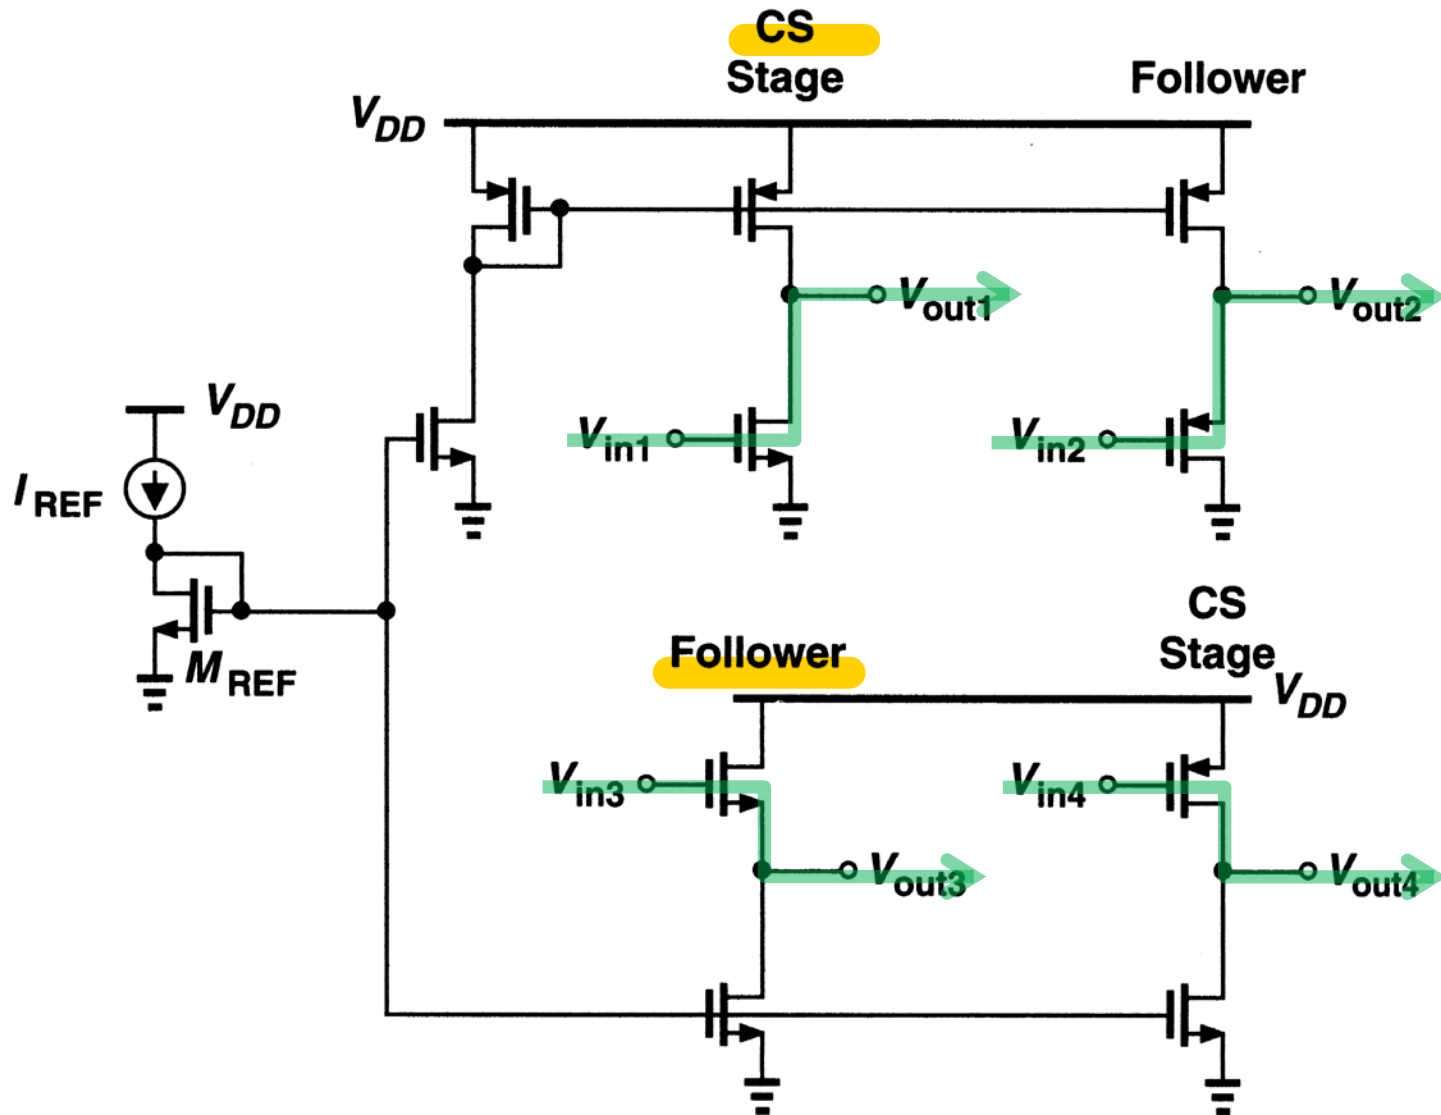 CS
Stage
Follower
VDD
Vout1
Vout2
VDD
Vin1
Vin2
IREF
MREF
Follower
CS
Stage
VDD
Vin3
Vin4
Vout3
Vout4